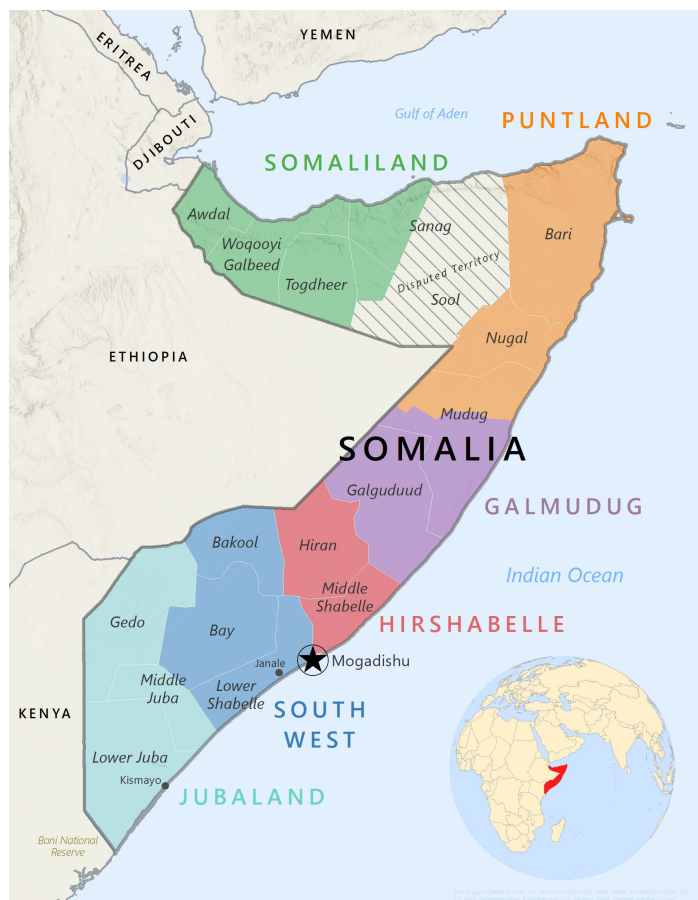 YEMEN
ERITREA
Gulf of Aden
PUNTLAND
DJIBOUTI
SOMALILAND
Awdal
Sanag
Woqooyi
Galbeed
Bari
Togdheer
Disputed Territory
Sool
Nugal
ETHIOPIA
Mudug
SOMALIA
Galguduud
GALMUDUG
Bakool
Hiran
Indian Ocean
Middle
Shabelle
Gedo
Bay
HIRSHABELLE
Janale
Mogadishu
Middle
Juba
Lower
Shabelle
KENYA
SOUTH
WEST
Lower Juba
Kismayo
JUBALAND
Boni National
Reserve